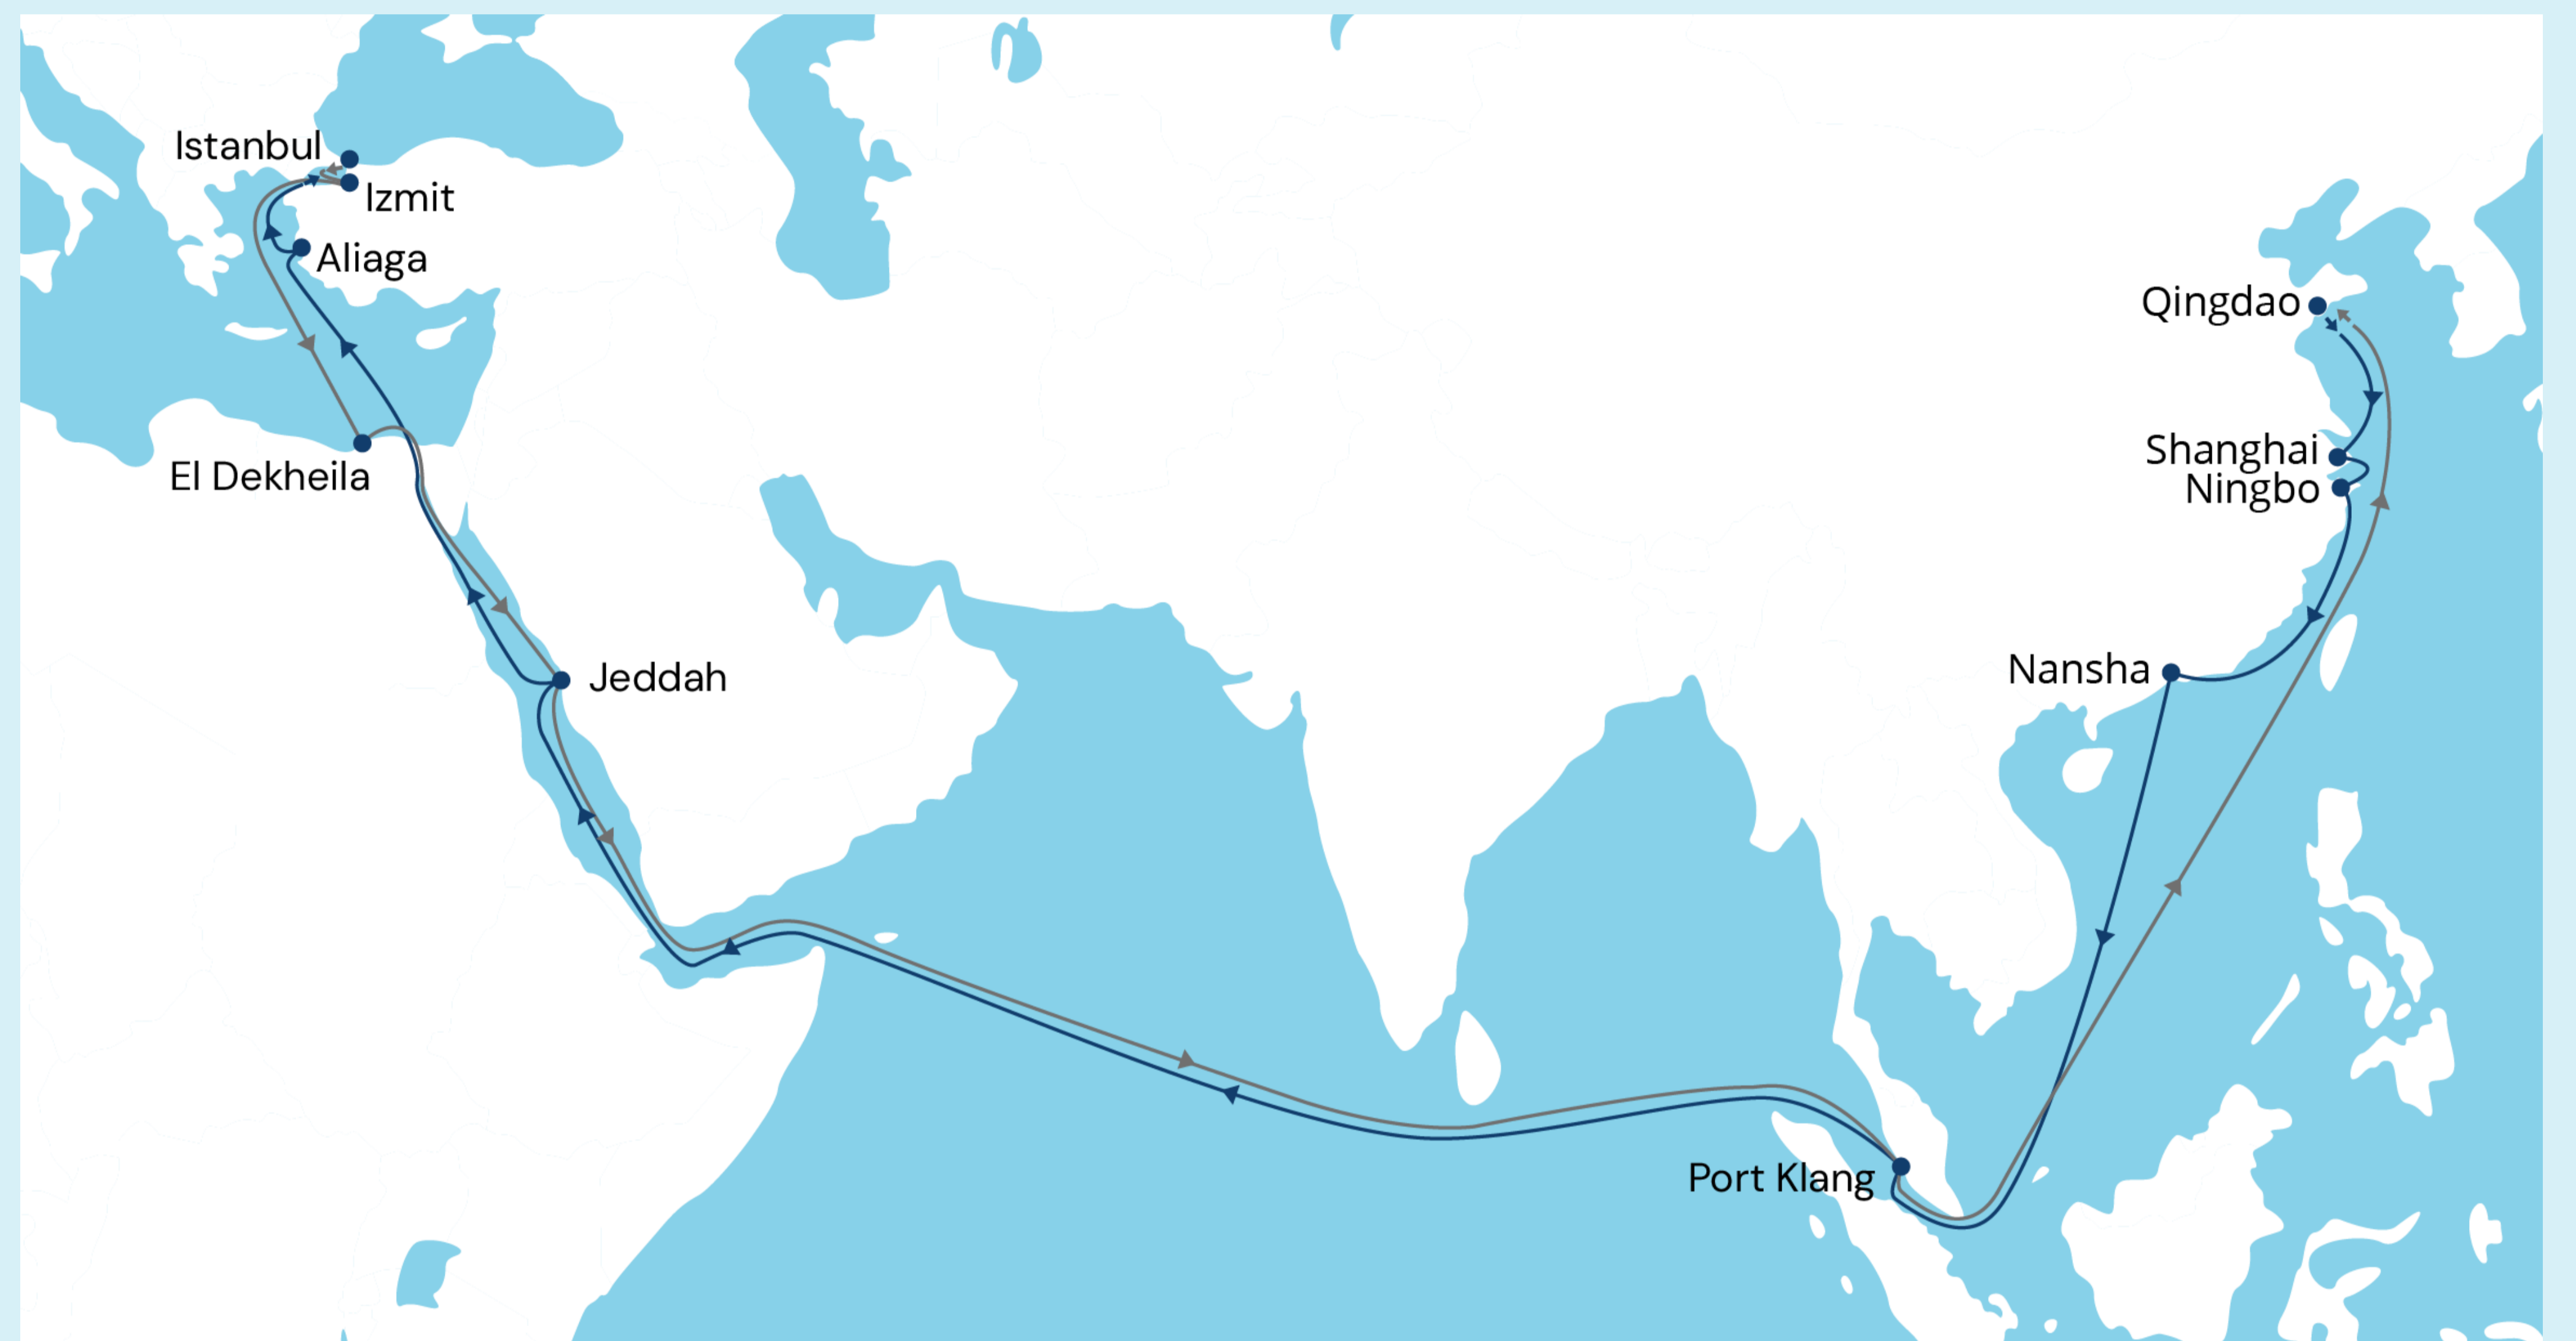 Istanbul
Izmit
Aliaga
El Dekheila
Jeddah
Qingdao
Shanghai
Ningbo
Nansha
Port Klang